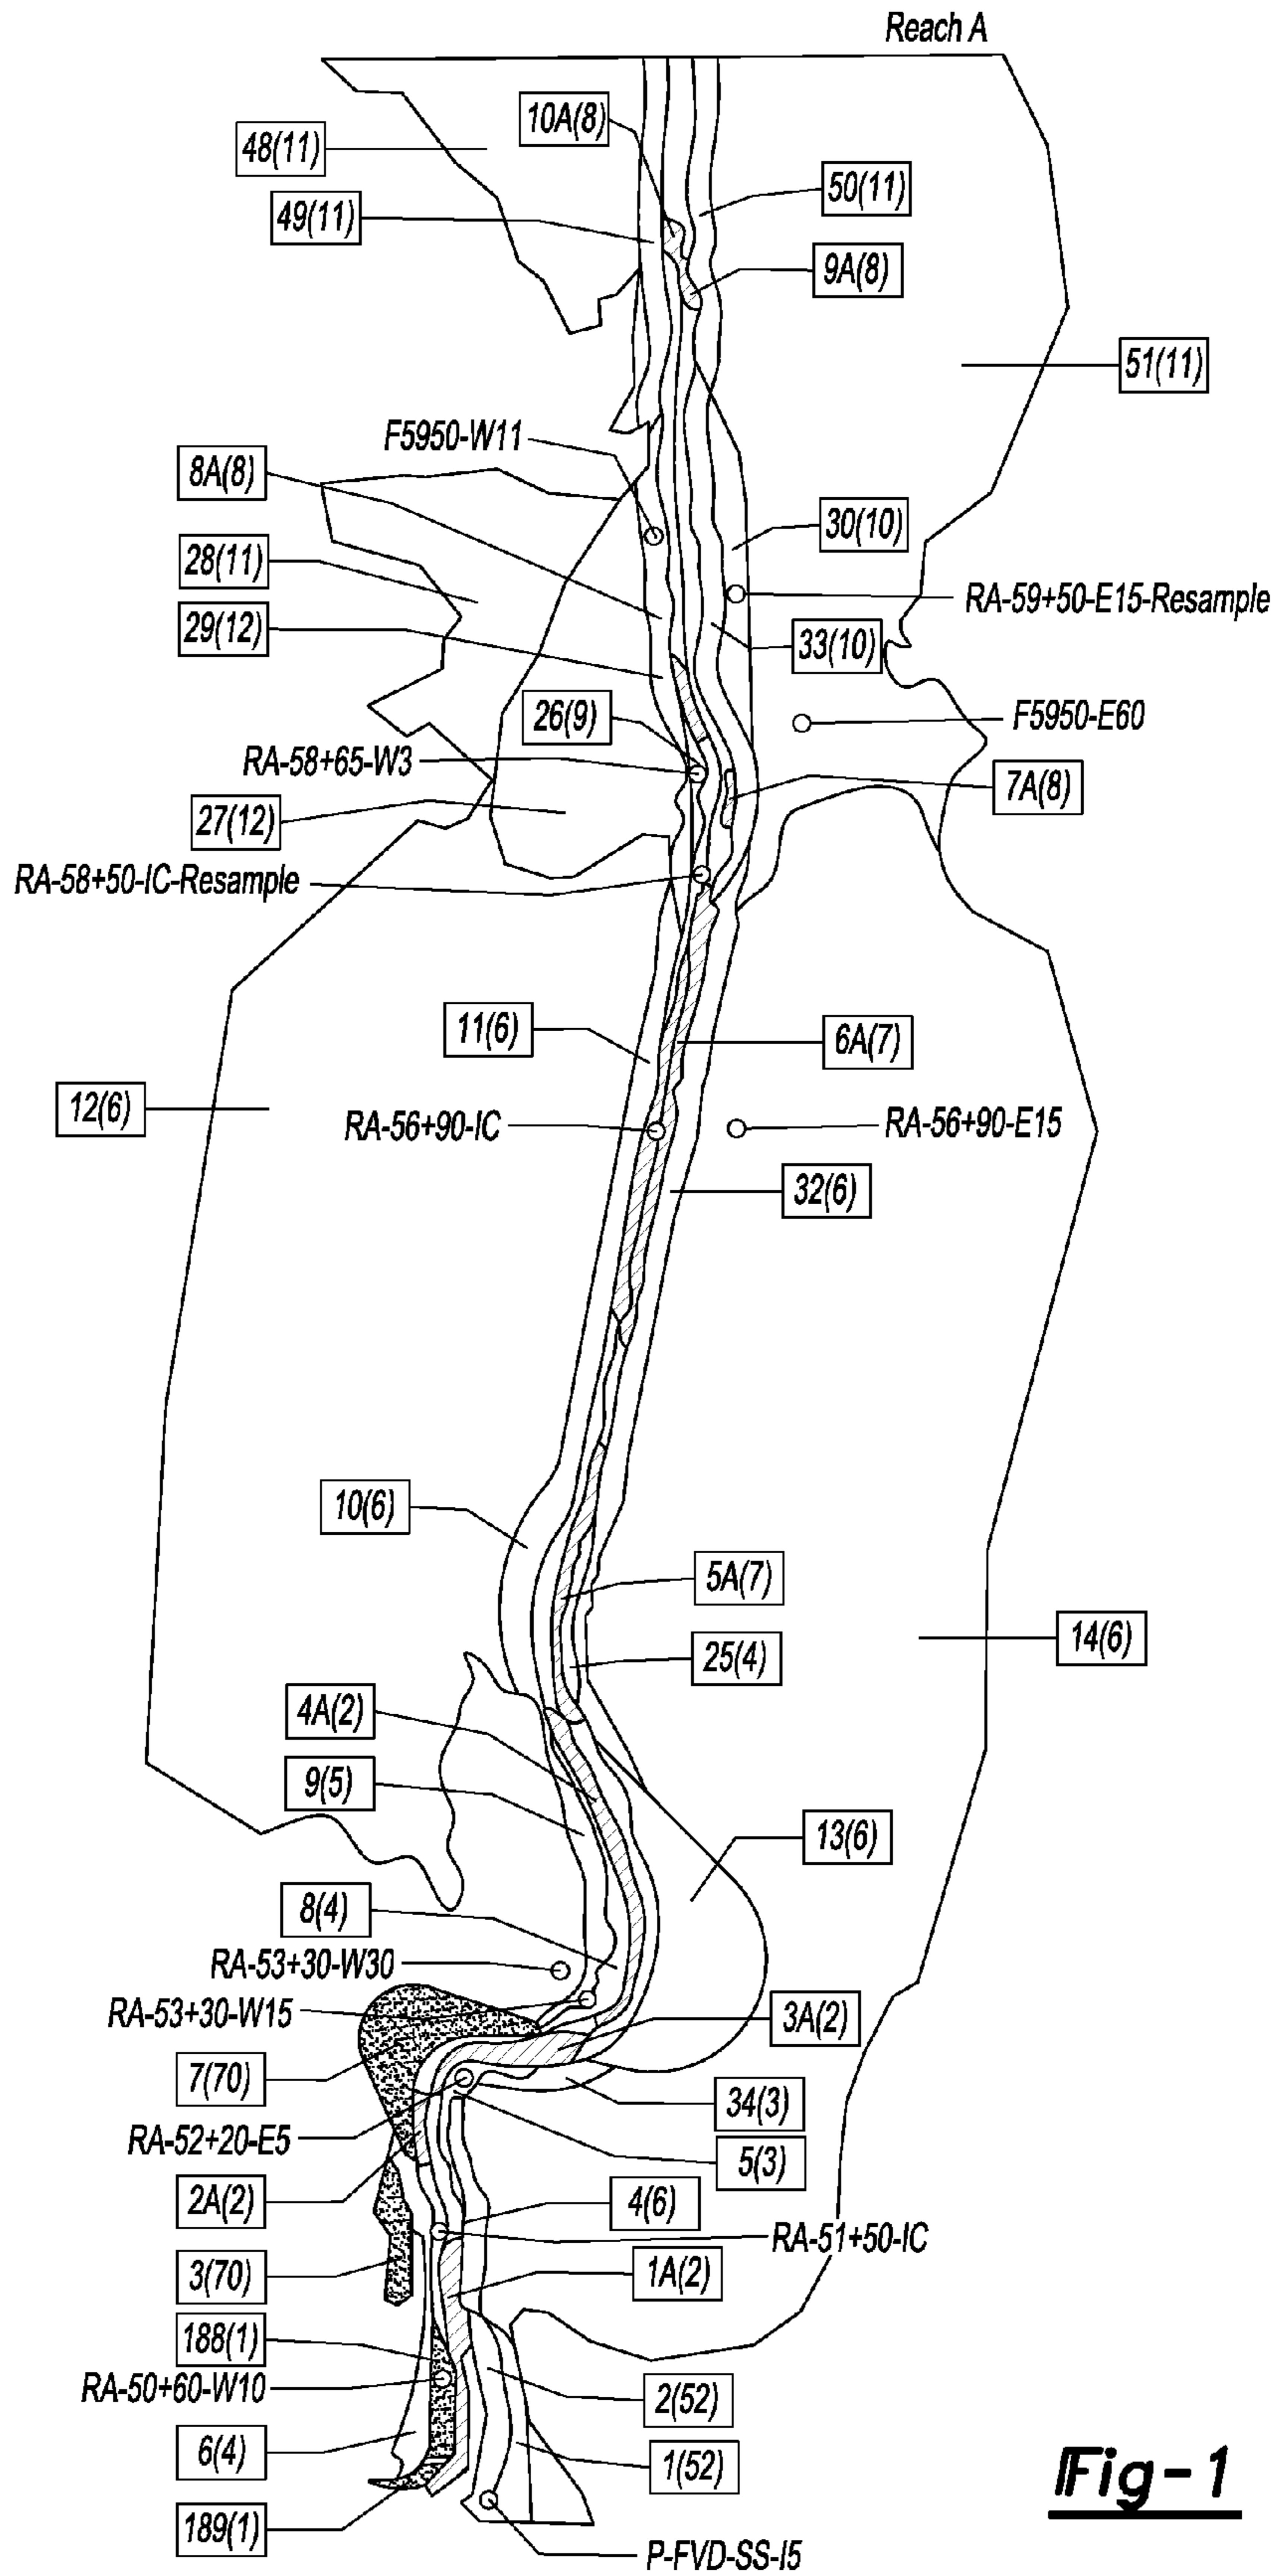 Reach A
10A(8)
48(11)
50(11)
49(11)
9A(8)
51(11)
F5950-W11
8A(8)
30(10)
28(11)
RA-59+50-E15-Resample
29(12)
33(10)
26(9)
F5950-E60
RA-58+65-W3
7A(8)
27(12)
RA-58+50-IC-Resample
11(6)
6A(7)
12(6)
RA-56+90-IC
RA-56+90-E15
32(6)
10(6)
5A(7)
14(6)
25(4)
4A(2)
9(5)
13(6)
8(4)
RA-53+30-W30
RA-53+30-W15
3A(2)
7(70)
34(3)
RA-52+20-E5
5(3)
2A(2)
4(6)
RA-51+50-IC
3(70)
1A(2)
188(1)
RA-50+60-W10
2(52)
6(4)
1(52)
Fig-1
189(1)
P-FVD-SS-I5